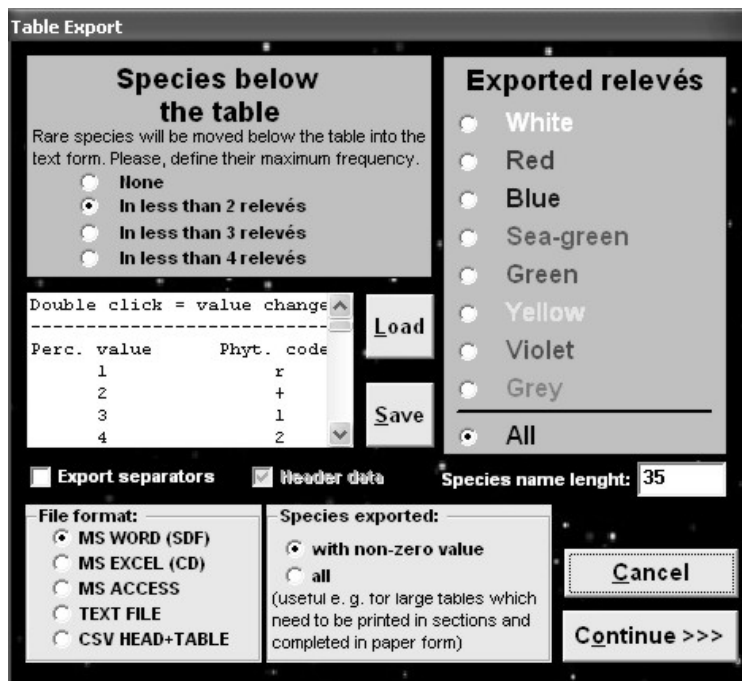 Table Export
Species below
the table
Rare species will be moved below the table into the
text form. Please, define their maximum frequency.
None
In less than 2 relevés
In less than 3 relevés
In less than 4 relevés
Exported relevés
White
Red
Blue
Sea-green
Green
Yellow
Violet
Grey
All
Double click = value change
-------------------------------
Perc. value Phyt. code
1 r
2 +
3 1
4 2
Load
Save
Export separators
Header data
Species name lenght: 35
File format:
MS WORD (SDF)
MS EXCEL (CD)
MS ACCESS
TEXT FILE
CSV HEAD+TABLE
Species exported:
with non-zero value
all
(useful e. g. for large tables which
need to be printed in sections and
completed in paper form)
Cancel
Continue >>>